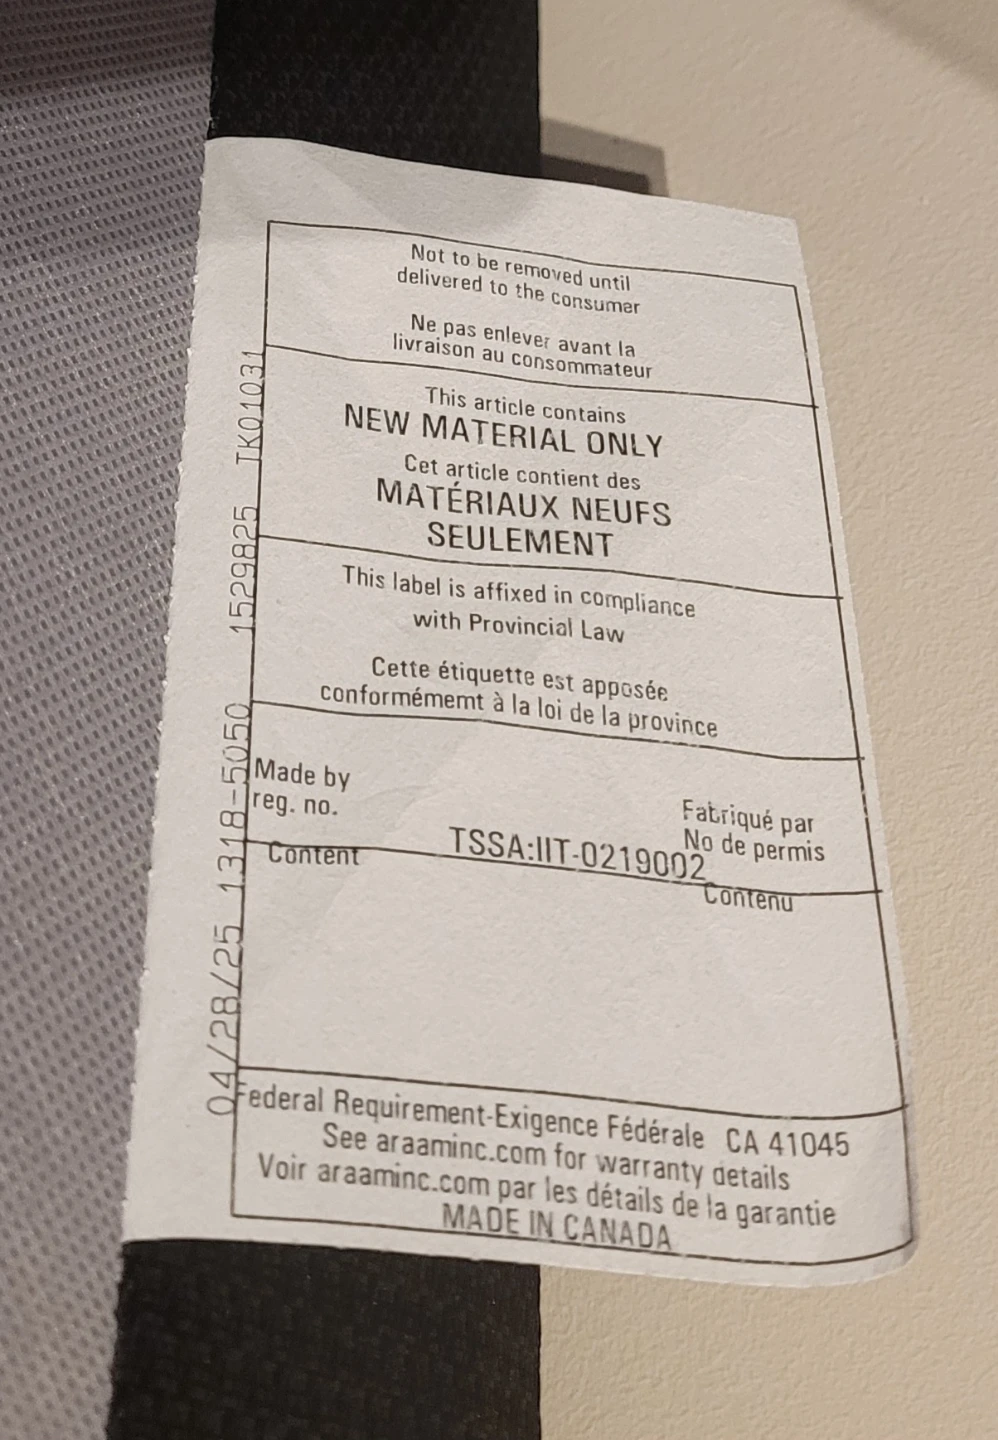 Not to be removed until
delivered to the consumer
Ne pas enlever avant la
livraison au consommateur
This article contains
NEW MATERIAL ONLY
Cet article contient des
MATÉRIAUX NEUFS
SEULEMENT
This label is affixed in compliance
with Provincial Law
Cette étiquette est apposée
conformémemt à la loi de la province
Made by
reg. no.
Fabriqué par
No de permis
TSSA:IIT-0219002
Content
Contenu
Federal Requirement-Exigence Fédérale CA 41045
See araaminc.com for warranty details
Voir araaminc.com par les détails de la garantie
MADE IN CANADA
04/28/25 1318-5050 1529825 TK01031